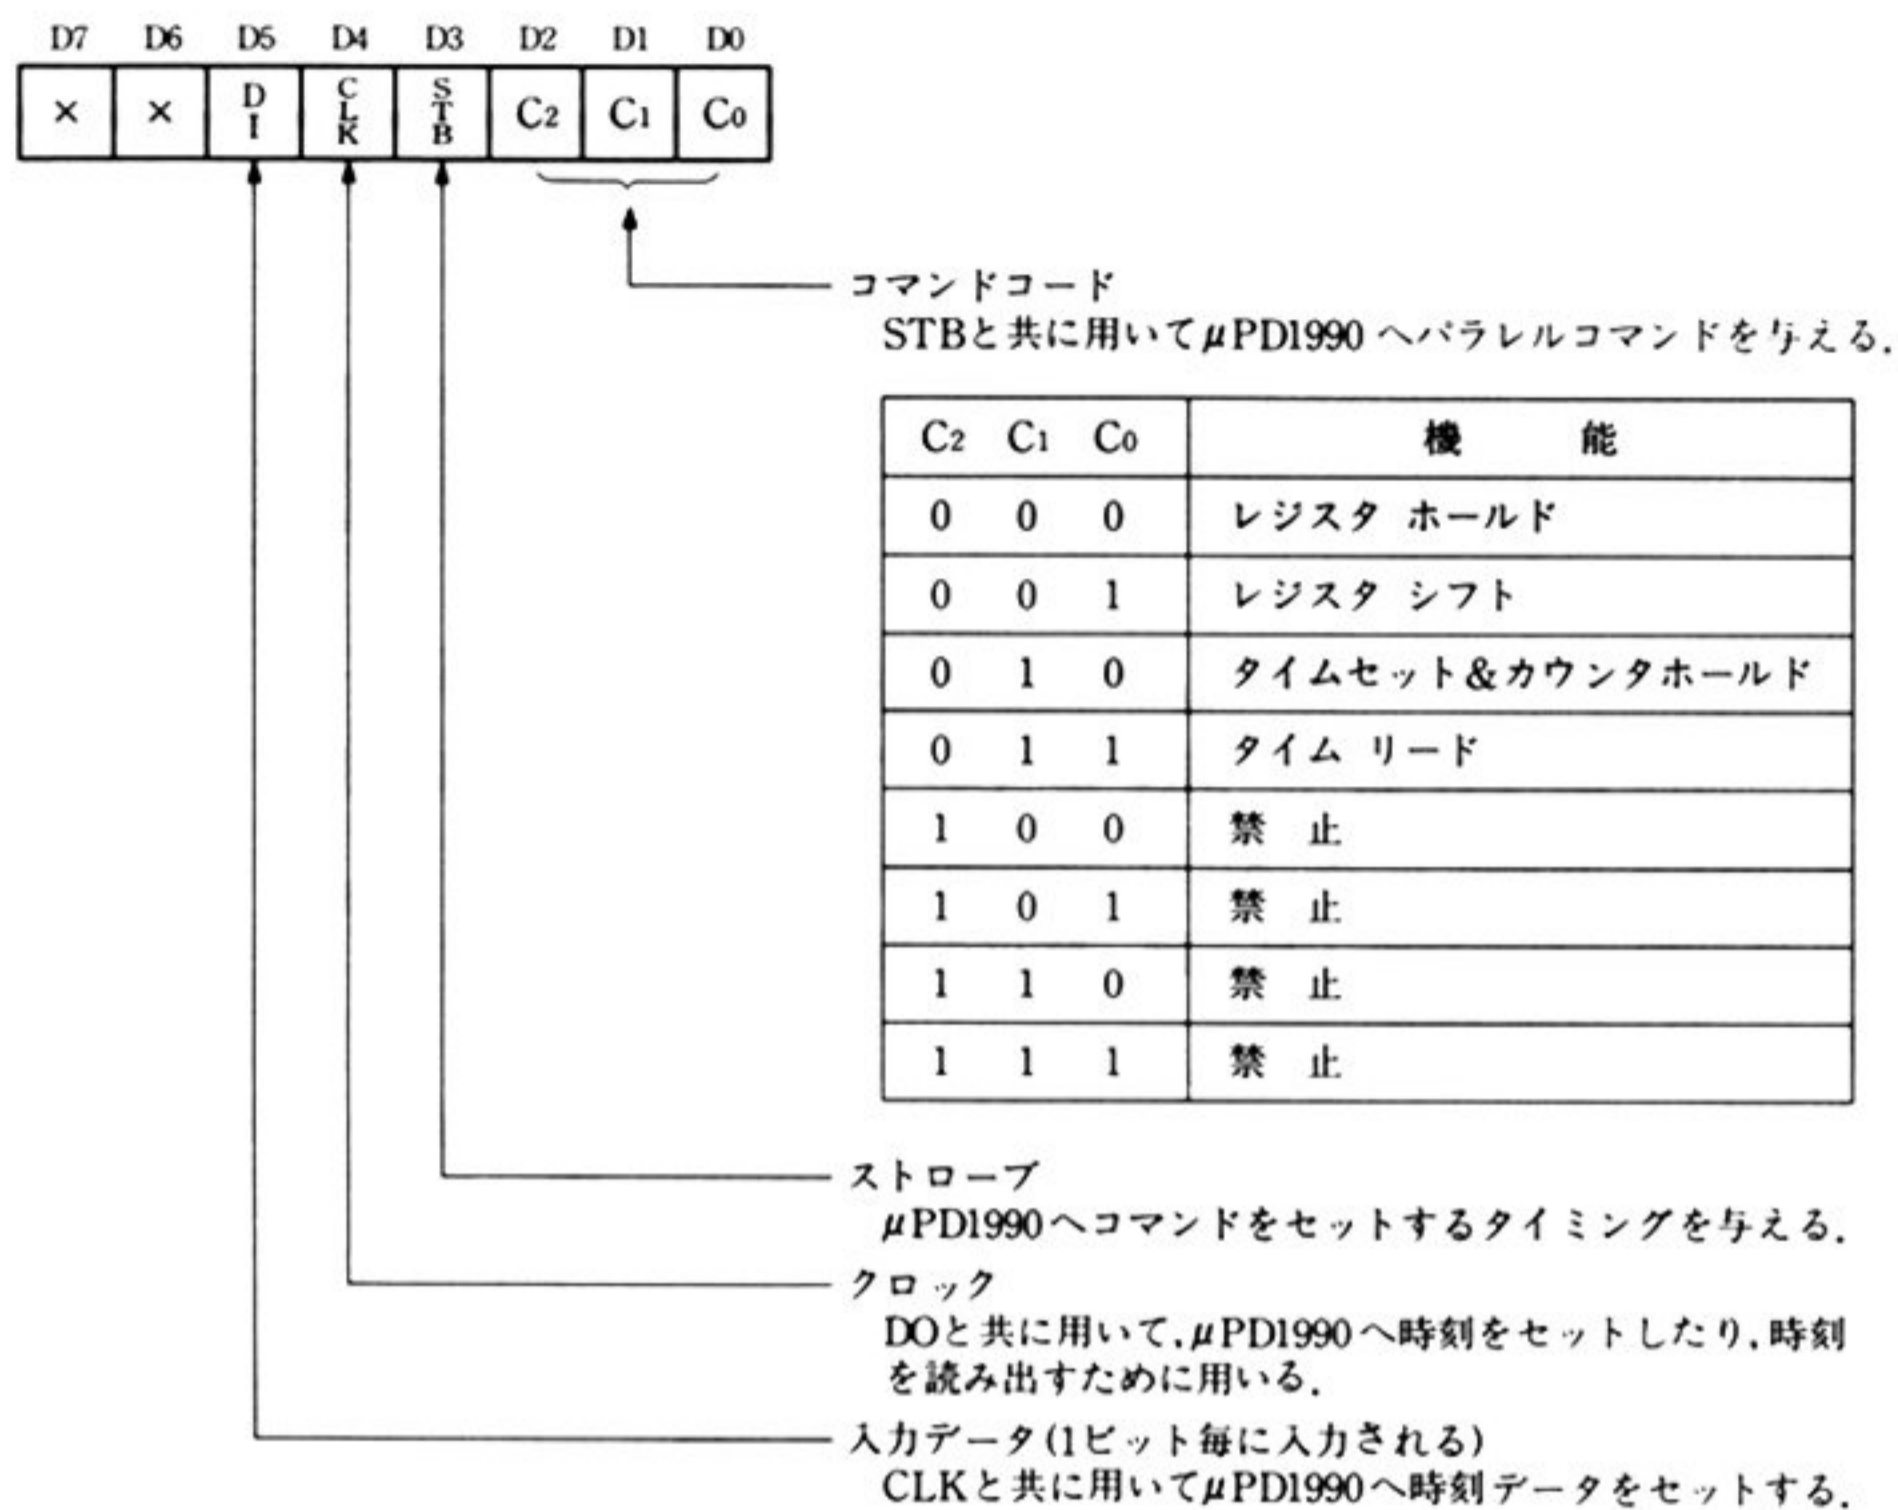 D7 D6 D5 D4 D3 D2 D1 D0
× × DI CLK STB C2 C1 C0
コマンドコード
STBと共に用いてμPD1990へパラレルコマンドを与える.
C2 C1 C0 機能
0 0 0 レジスタ ホールド
0 0 1 レジスタ シフト
0 1 0 タイムセット&カウンタホールド
0 1 1 タイム リード
1 0 0 禁止
1 0 1 禁止
1 1 0 禁止
1 1 1 禁止
ストローブ
μPD1990へコマンドをセットするタイミングを与える.
クロック
DOと共に用いて,μPD1990へ時刻をセットしたり,時刻
を読み出すために用いる.
入力データ(1ビット毎に入力される)
CLKと共に用いてμPD1990へ時刻データをセットする.